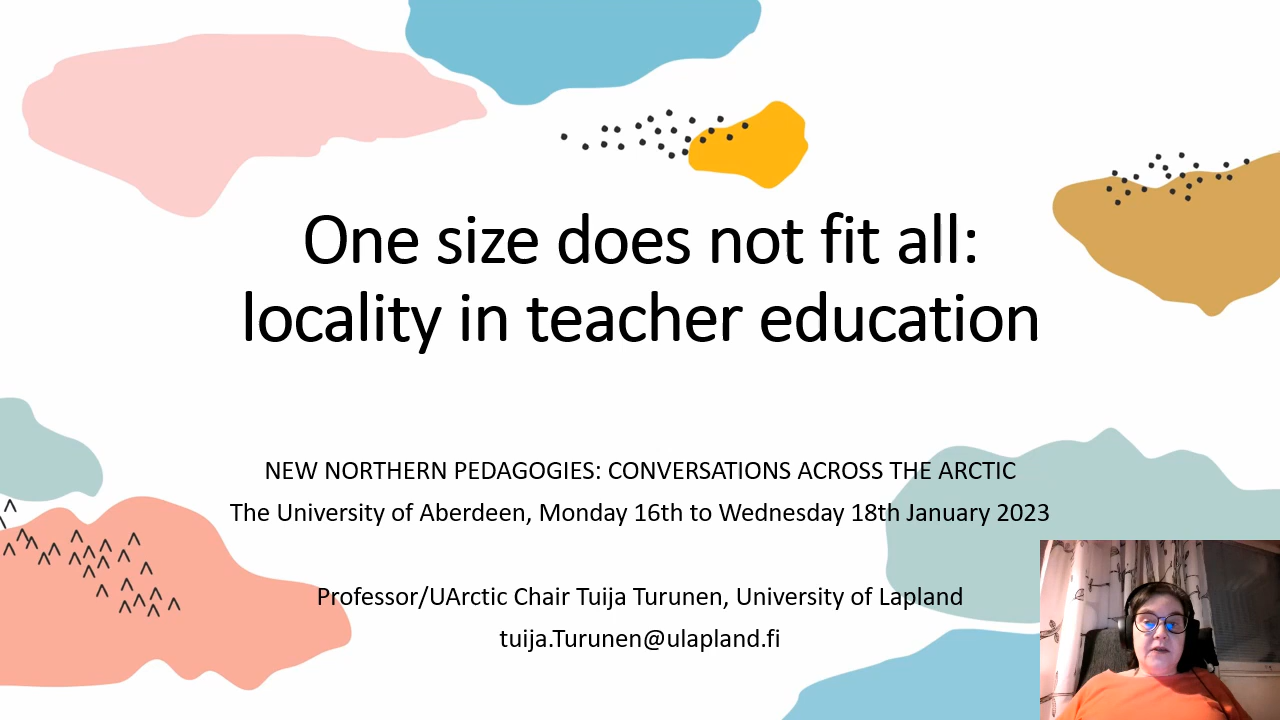 One size does not fit all:
locality in teacher education
NEW NORTHERN PEDAGOGIES: CONVERSATIONS ACROSS THE ARCTIC
The University of Aberdeen, Monday 16th to Wednesday 18th January 2023
Professor/UArctic Chair Tuija Turunen, University of Lapland
tuija.Turunen@ulapland.fi